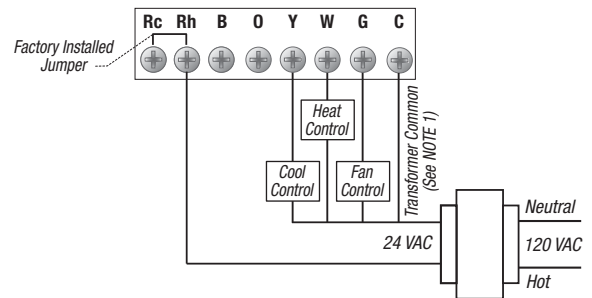 Rc Rh B O Y W G C
Factory Installed
Jumper
Heat
Control
Cool
Control
Fan
Control
Transformer Common
(See NOTE 1)
Neutral
24 VAC
120 VAC
Hot